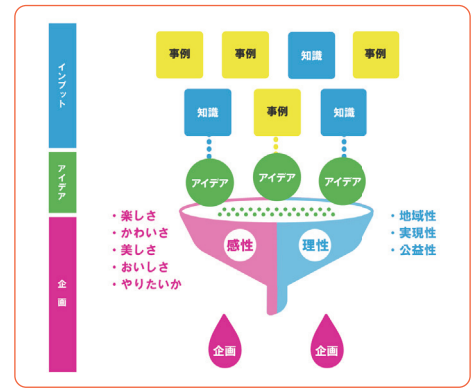 インプット
アイデア
企画
事例
事例
知識
事例
知識
事例
知識
アイデア
アイデア
アイデア
・楽しさ
・かわいさ
・美しさ
・おいしさ
・やりたいか
感性
理性
・地域性
・実現性
・公益性
企画
企画